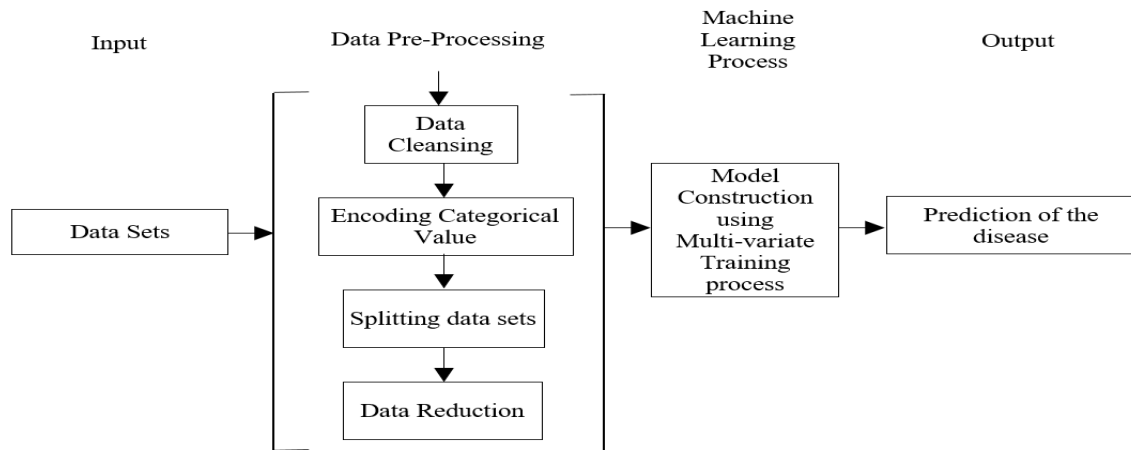 Input
Data Pre-Processing
Machine
Learning
Process
Output
Data Sets
Data
Cleansing
Encoding Categorical
Value
Splitting data sets
Data Reduction
Model
Construction
using
Multi-variate
Training
process
Prediction of the
disease